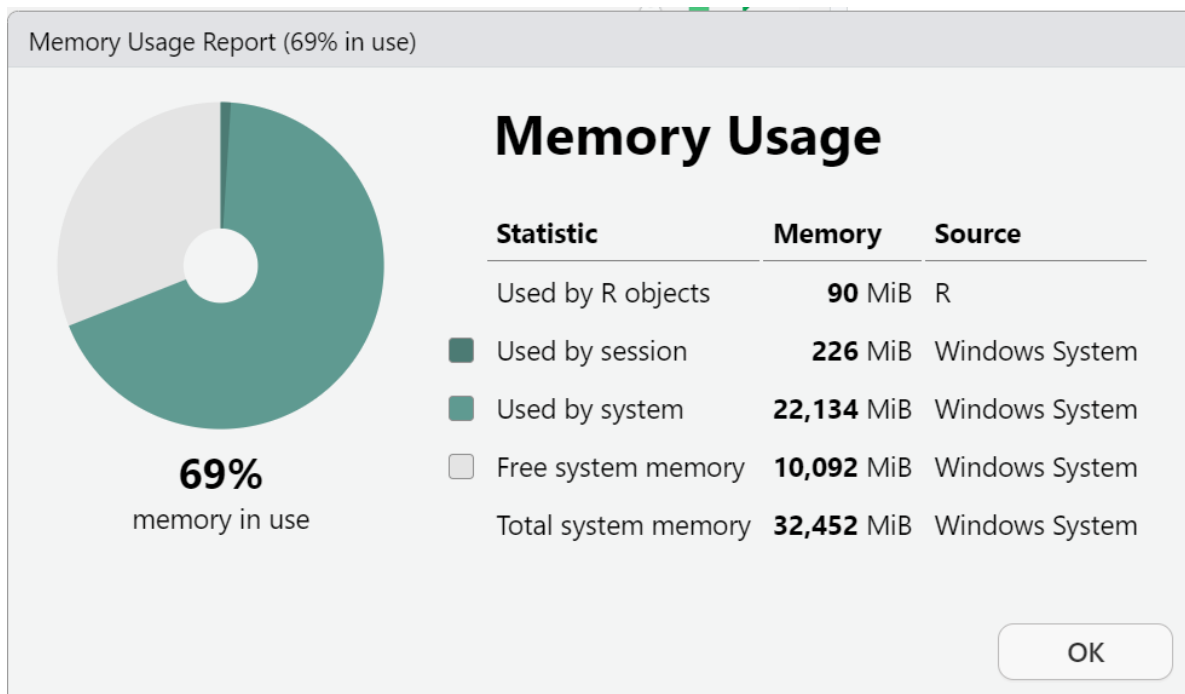 Memory Usage Report (69% in use)
Memory Usage
Statistic Memory Source
Used by R objects 90 MiB R
Used by session 226 MiB Windows System
Used by system 22,134 MiB Windows System
Free system memory 10,092 MiB Windows System
Total system memory 32,452 MiB Windows System
69%
memory in use
OK